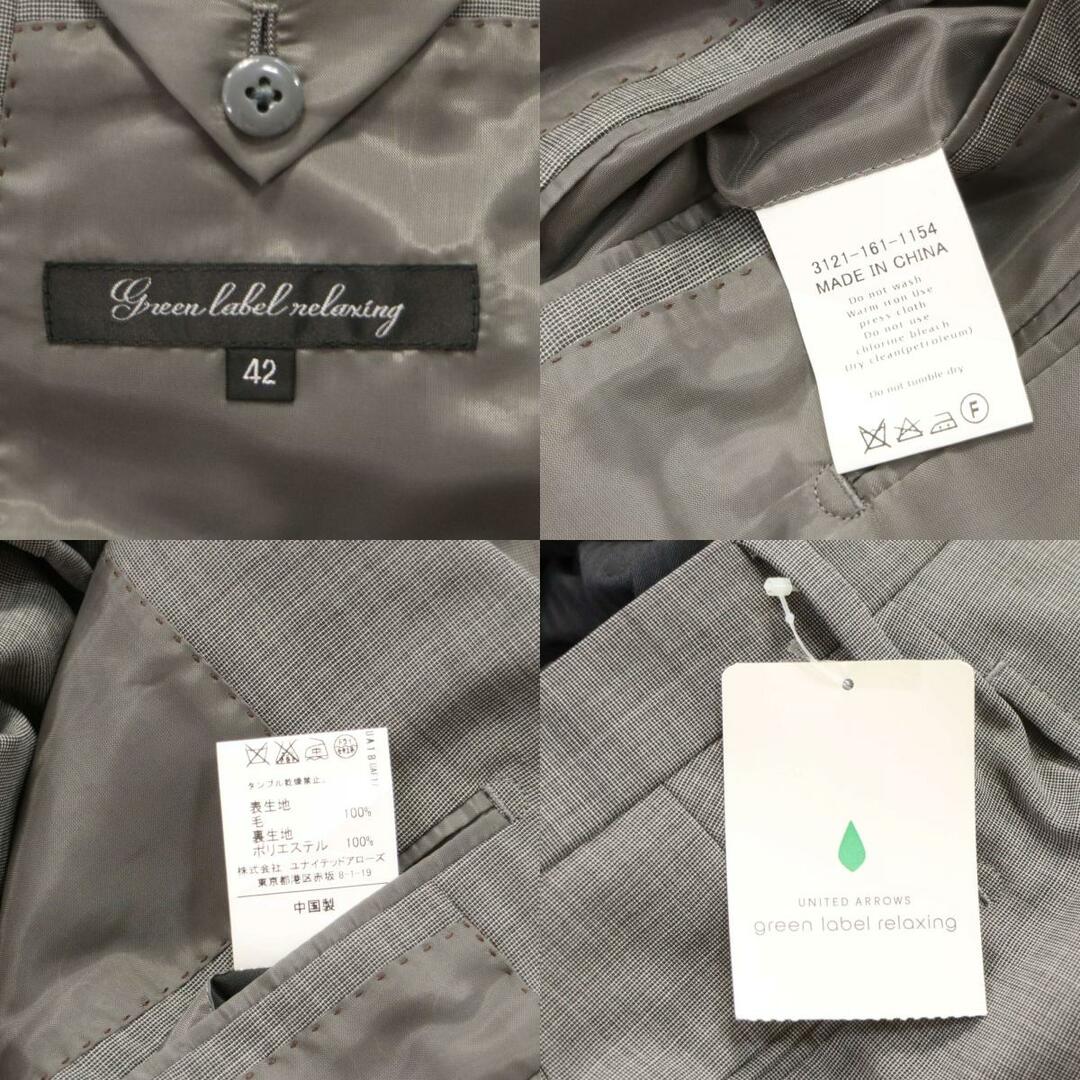 Green label relaxing
42
3121-161-1154
MADE IN CHINA
Do not wash
Warm iron Use
press cloth
Do not use
chlorine bleach
Dry clean(petroleum)
Do not tumble dry
F
タンブル乾燥禁止。
表生地
毛 100%
裏生地
ポリエステル 100%
株式会社 ユナイテッドアローズ
東京都港区赤坂 8-1-19
中国製
UNITED ARROWS
green label relaxing